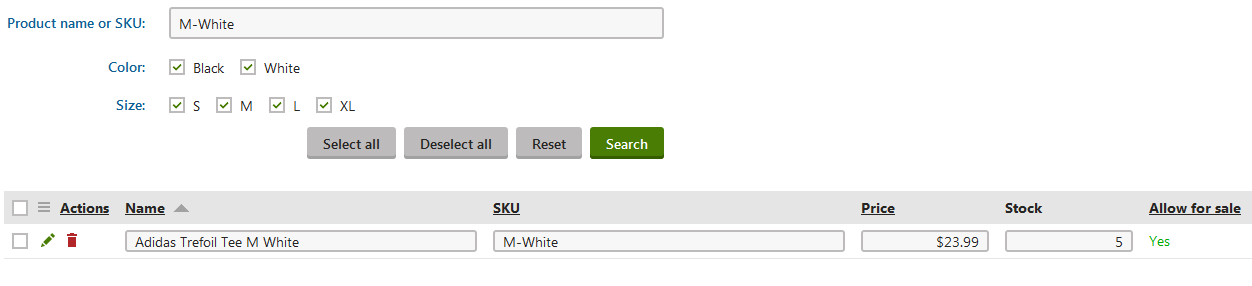 Product name or SKU: M-White
Color: Black White
Size: S M L XL
Select all Deselect all Reset Search
Actions Name SKU Price Stock Allow for sale
Adidas Trefoil Tee M White M-White $23.99 5 Yes